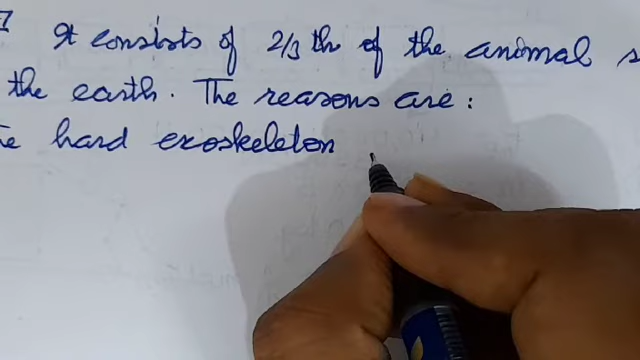 It consists of 2/3 th of the animal
the earth. The reasons are:
hard exoskeleton